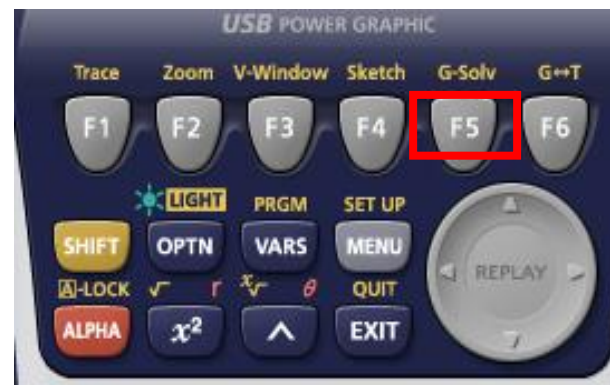 USB POWER GRAPHIC
Trace Zoom V-Window Sketch G-Solv G↔T
F1 F2 F3 F4 F5 F6
LIGHT PRGM SET UP
SHIFT OPTN VARS MENU
REPLAY
A-LOCK √ r ˣ√ θ QUIT
ALPHA x² ^ EXIT